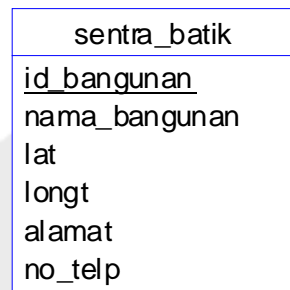 sentra_batik
id_bangunan
nama_bangunan
lat
longt
alamat
no_telp